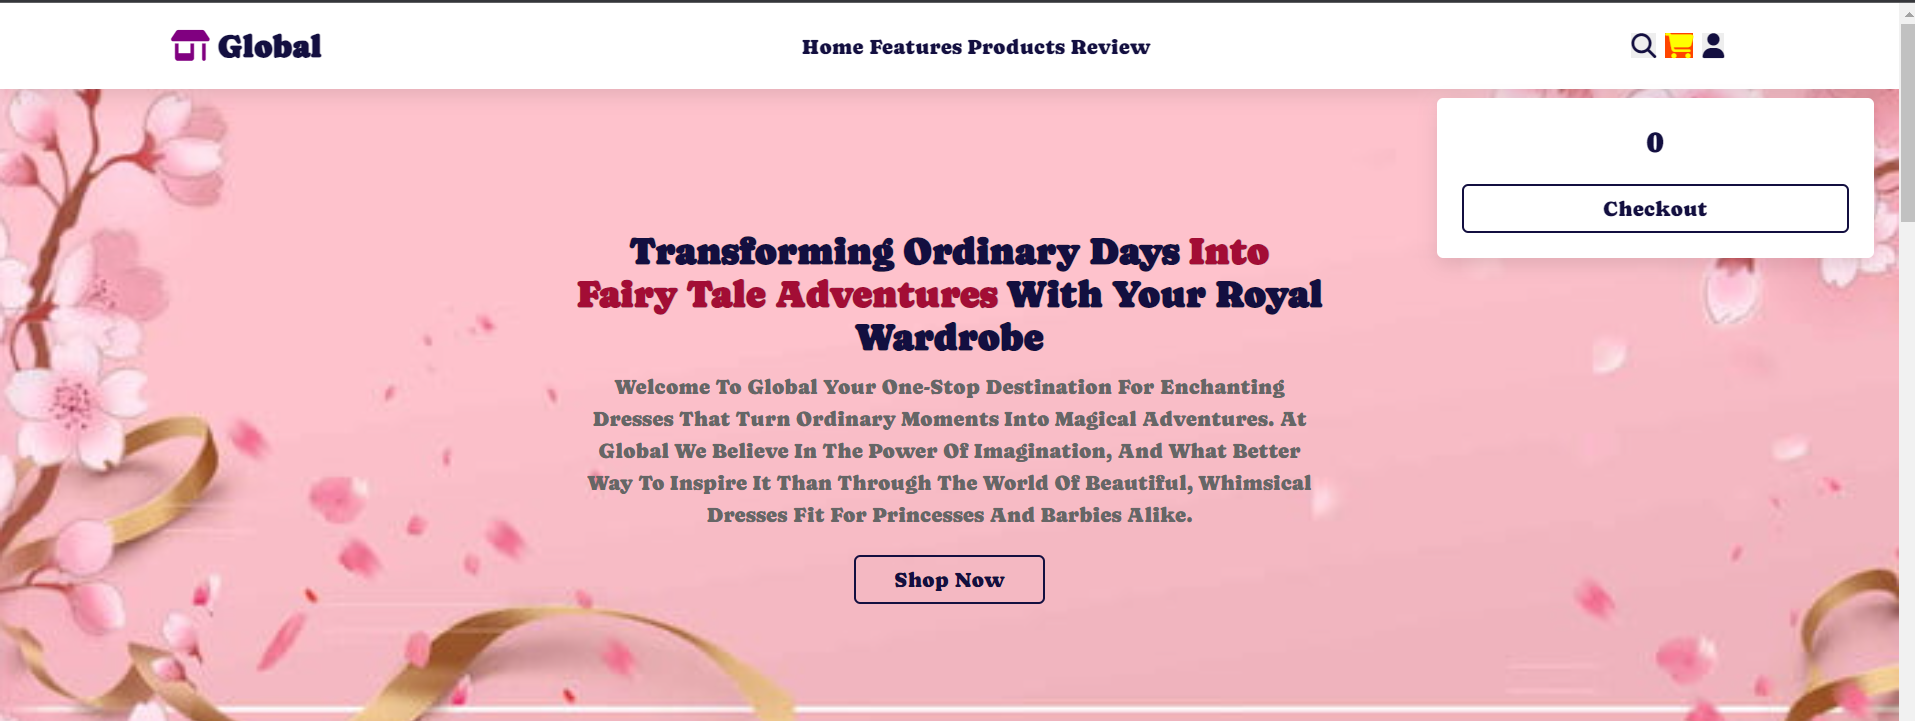 Global
Home Features Products Review
0
Checkout
Transforming Ordinary Days Into
Fairy Tale Adventures With Your Royal
Wardrobe
Welcome To Global Your One-Stop Destination For Enchanting
Dresses That Turn Ordinary Moments Into Magical Adventures. At
Global We Believe In The Power Of Imagination, And What Better
Way To Inspire It Than Through The World Of Beautiful, Whimsical
Dresses Fit For Princesses And Barbies Alike.
Shop Now